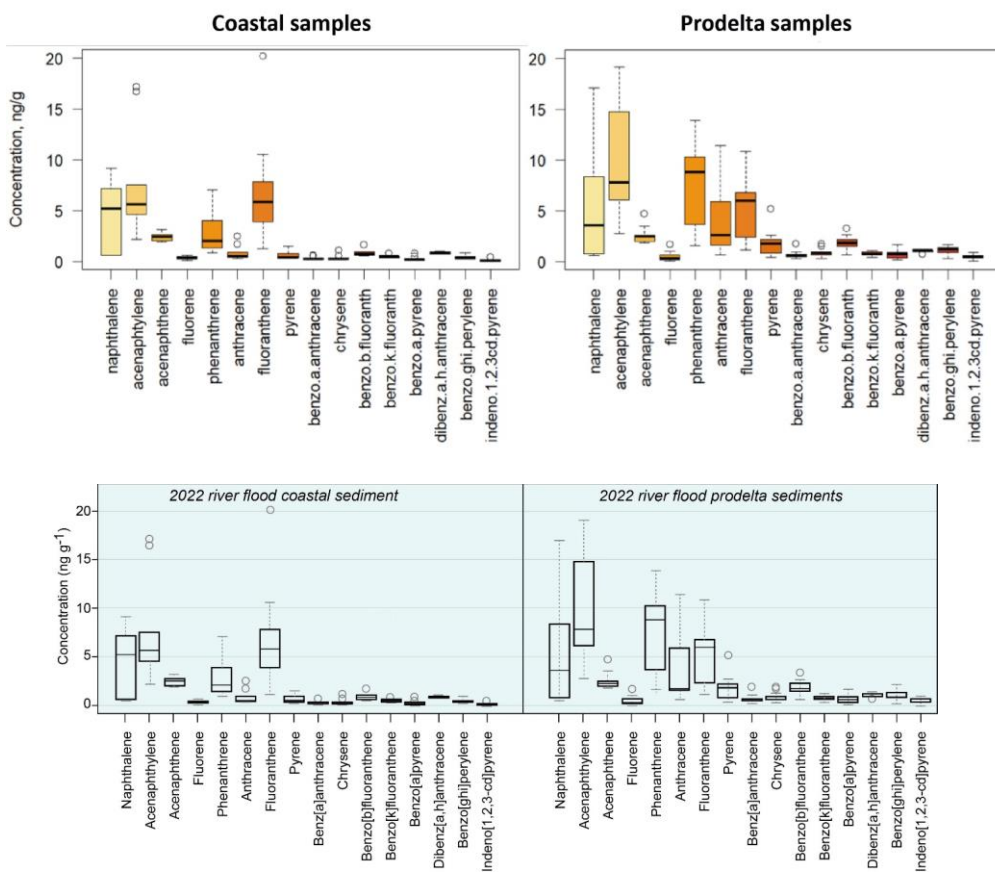 Coastal samples
Prodelta samples
Concentration, ng/g
20
15
10
5
0
20
15
10
5
0
naphthalene
acenaphtylene
acenaphthene
fluorene
phenanthrene
anthracene
fluoranthene
pyrene
benzo.a.anthracene
chrysene
benzo.b.fluoranth
benzo.k.fluoranth
benzo.a.pyrene
dibenz.a.h.anthracene
benzo.ghi.perylene
indeno.1.2.3cd.pyrene
naphthalene
acenaphtylene
acenaphthene
fluorene
phenanthrene
anthracene
fluoranthene
pyrene
benzo.a.anthracene
chrysene
benzo.b.fluoranth
benzo.k.fluoranth
benzo.a.pyrene
dibenz.a.h.anthracene
benzo.ghi.perylene
indeno.1.2.3cd.pyrene
2022 river flood coastal sediment
2022 river flood prodelta sediments
Concentration (ng g⁻¹)
20
15
10
5
0
Naphthalene
Acenaphthylene
Acenaphthene
Fluorene
Phenanthrene
Anthracene
Fluoranthene
Pyrene
Benz[a]anthracene
Chrysene
Benzo[b]fluoranthene
Benzo[k]fluoranthene
Benzo[a]pyrene
Dibenz[a,h]anthracene
Benzo[ghi]perylene
Indeno[1,2,3-cd]pyrene
Naphthalene
Acenaphthylene
Acenaphthene
Fluorene
Phenanthrene
Anthracene
Fluoranthene
Pyrene
Benz[a]anthracene
Chrysene
Benzo[b]fluoranthene
Benzo[k]fluoranthene
Benzo[a]pyrene
Dibenz[a,h]anthracene
Benzo[ghi]perylene
Indeno[1,2,3-cd]pyrene